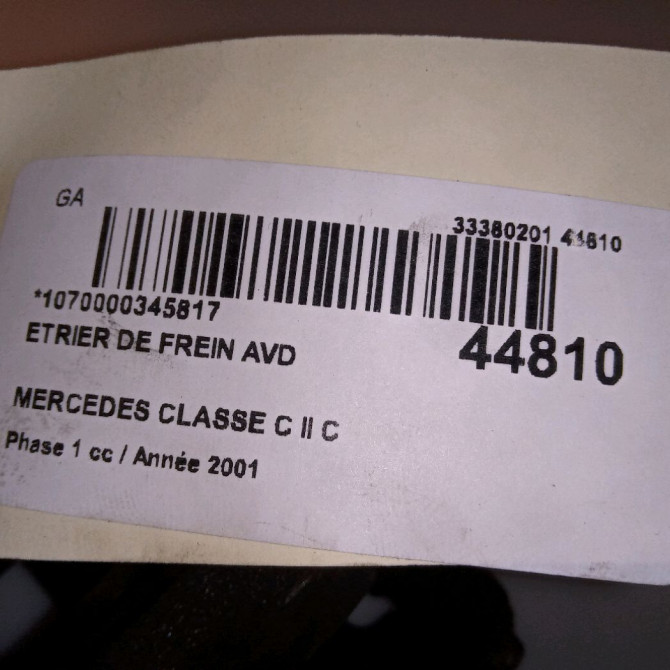 GA
33380201 44810
*1070000345817
44810
ETRIER DE FREIN AVD
MERCEDES CLASSE C II C
Phase 1 cc / Année 2001